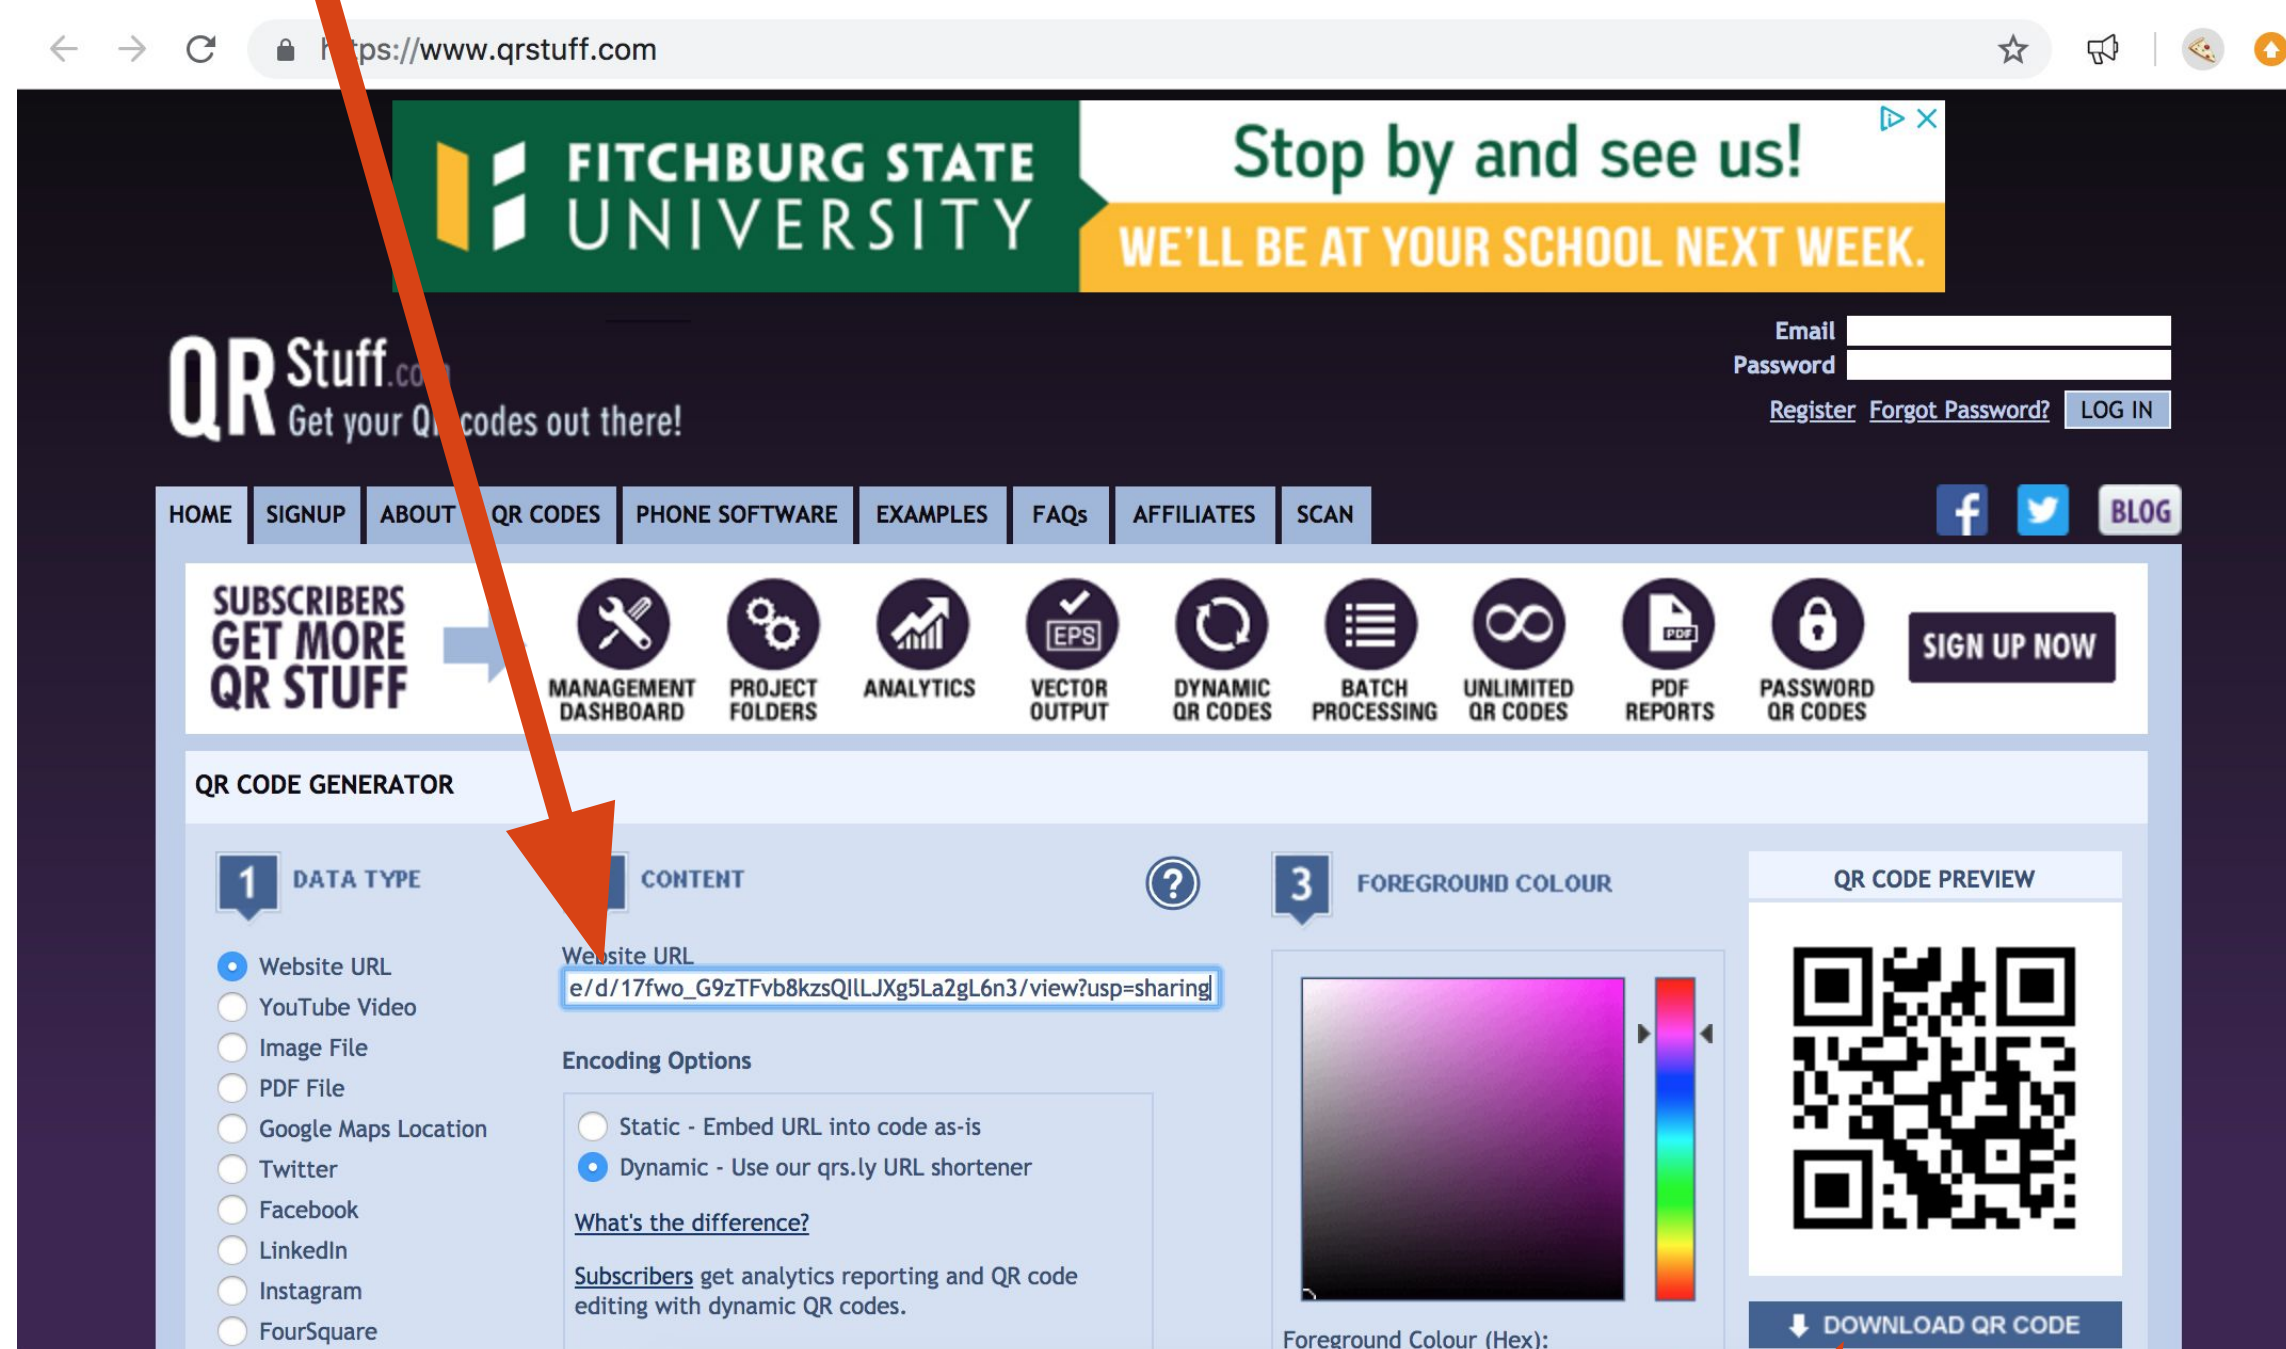 https://www.qrstuff.com
FITCHBURG STATE
UNIVERSITY
Stop by and see us!
WE'LL BE AT YOUR SCHOOL NEXT WEEK.
QR Stuff.com
Get your QR codes out there!
Email
Password
Register Forgot Password? LOG IN
HOME SIGNUP ABOUT QR CODES PHONE SOFTWARE EXAMPLES FAQs AFFILIATES SCAN
f BLOG
SUBSCRIBERS
GET MORE
QR STUFF
MANAGEMENT
DASHBOARD
PROJECT
FOLDERS
ANALYTICS
EPS
VECTOR
OUTPUT
DYNAMIC
QR CODES
BATCH
PROCESSING
UNLIMITED
QR CODES
PDF
PDF
REPORTS
PASSWORD
QR CODES
SIGN UP NOW
QR CODE GENERATOR
1 DATA TYPE
Website URL
YouTube Video
Image File
PDF File
Google Maps Location
Twitter
Facebook
LinkedIn
Instagram
FourSquare
CONTENT
?
Website URL
e/d/17fwo_G9zTFvb8kzsQIlLJXg5La2gL6n3/view?usp=sharing
Encoding Options
Static - Embed URL into code as-is
Dynamic - Use our qrs.ly URL shortener
What's the difference?
Subscribers get analytics reporting and QR code
editing with dynamic QR codes.
3 FOREGROUND COLOUR
Foreground Colour (Hex):
QR CODE PREVIEW
DOWNLOAD QR CODE